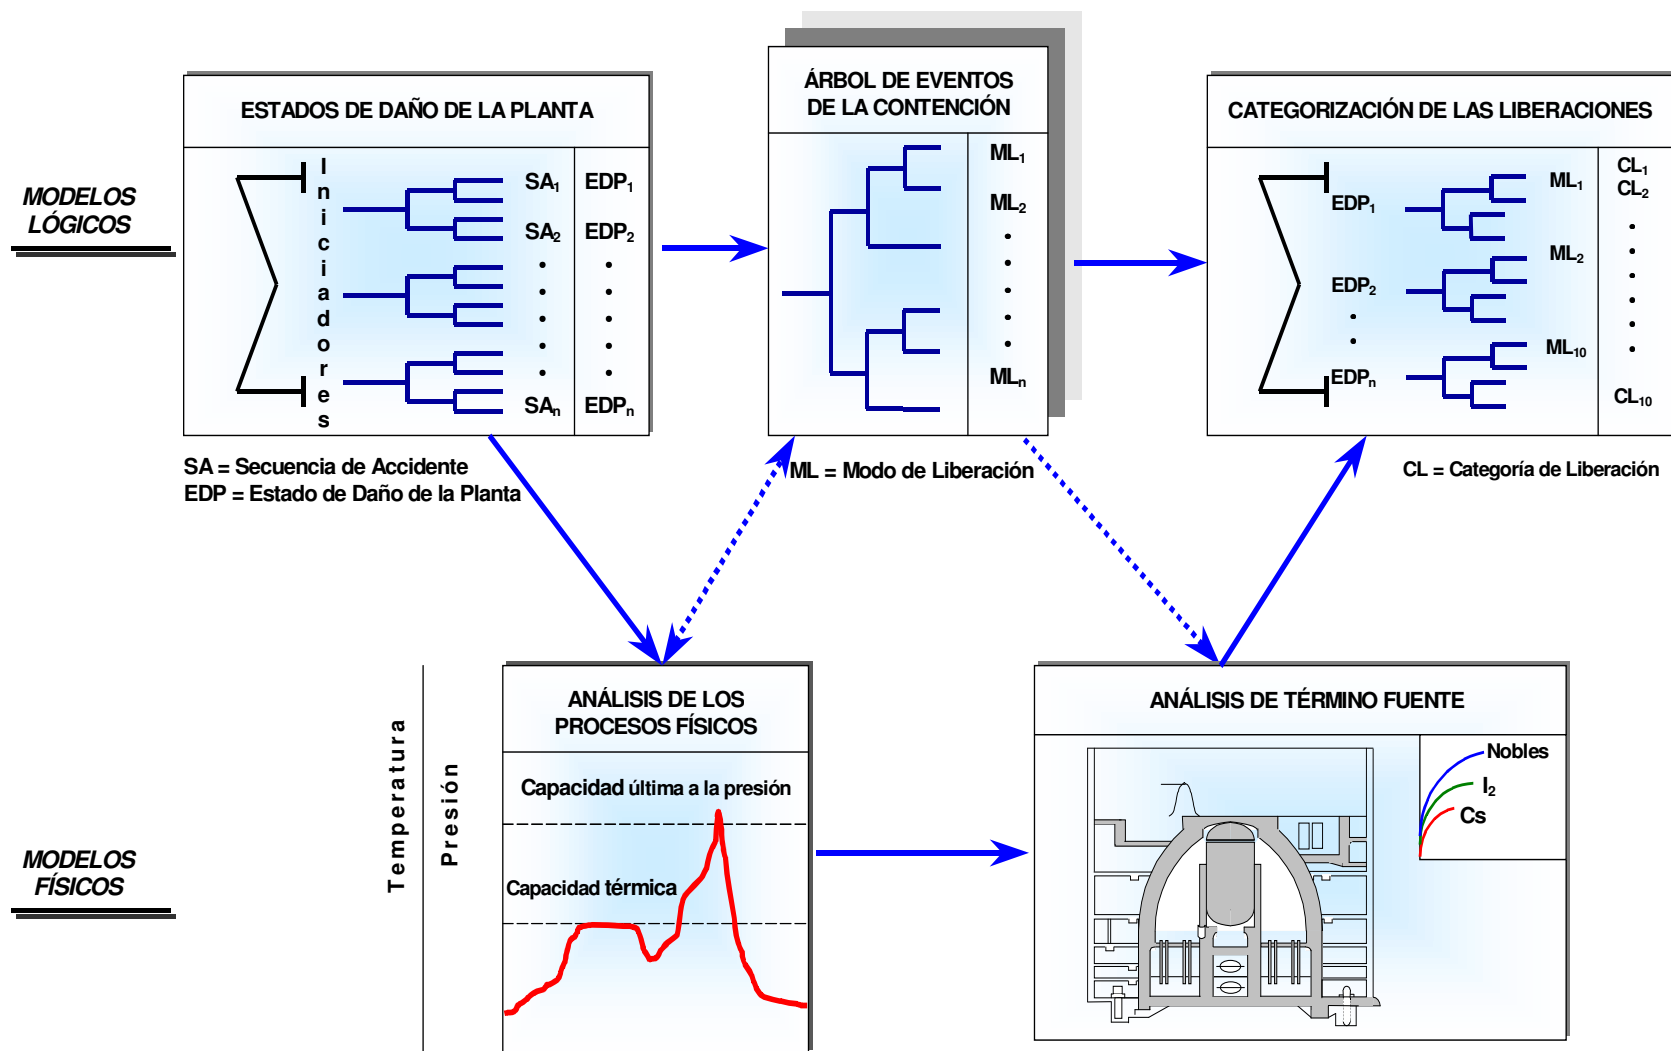 MODELOS
LÓGICOS
ESTADOS DE DAÑO DE LA PLANTA
Iniciadores
SA1 EDP1
SA2 EDP2
SAn EDPn
SA = Secuencia de Accidente
EDP = Estado de Daño de la Planta
ÁRBOL DE EVENTOS
DE LA CONTENCIÓN
ML1
ML2
MLn
ML = Modo de Liberación
CATEGORIZACIÓN DE LAS LIBERACIONES
EDP1 ML1 CL1
CL2
EDP2 ML2
EDPn ML10
CL10
CL = Categoría de Liberación
MODELOS
FÍSICOS
Temperatura
Presión
ANÁLISIS DE LOS
PROCESOS FÍSICOS
Capacidad última a la presión
Capacidad térmica
ANÁLISIS DE TÉRMINO FUENTE
Nobles
I2
Cs